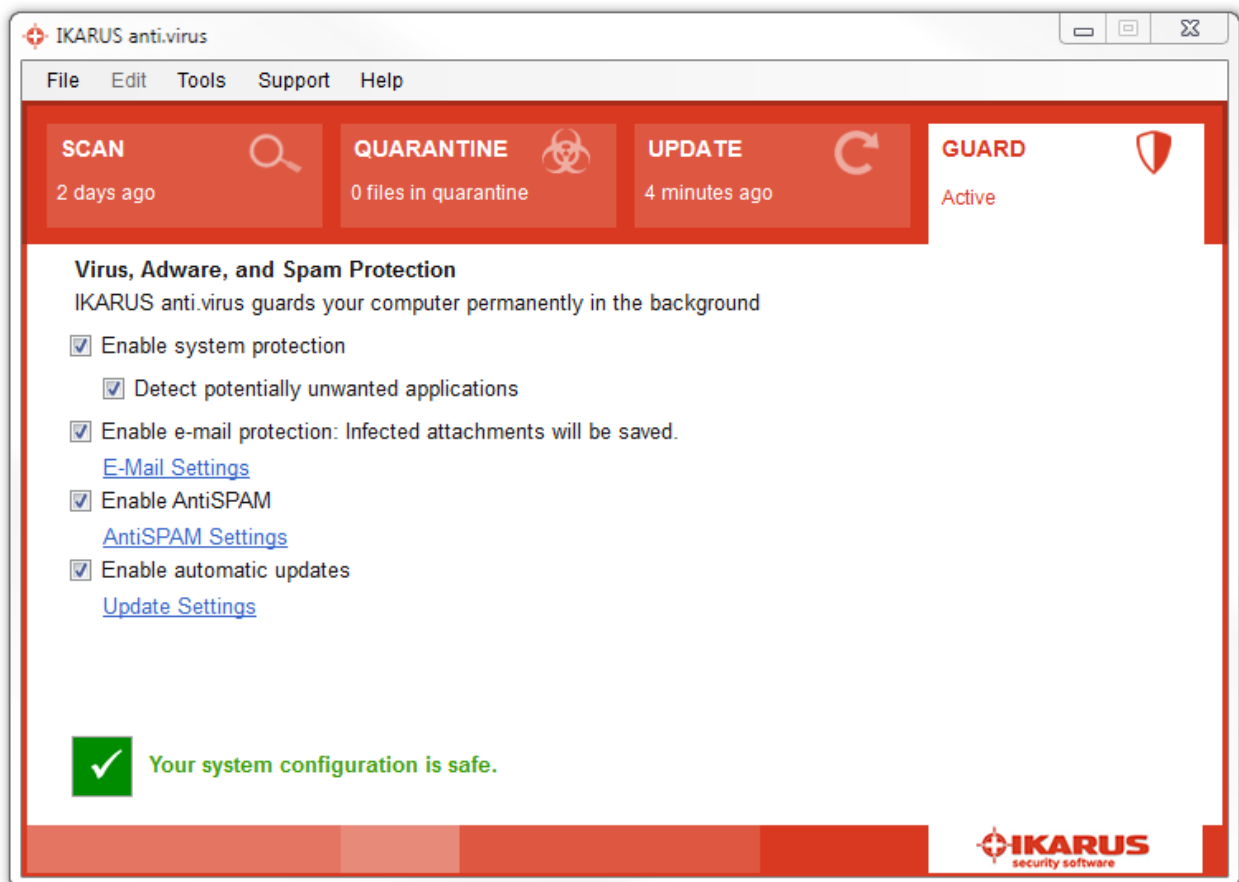 IKARUS anti.virus
File Edit Tools Support Help
SCAN
2 days ago
QUARANTINE
0 files in quarantine
UPDATE
4 minutes ago
GUARD
Active
Virus, Adware, and Spam Protection
IKARUS anti.virus guards your computer permanently in the background
Enable system protection
Detect potentially unwanted applications
Enable e-mail protection: Infected attachments will be saved.
E-Mail Settings
Enable AntiSPAM
AntiSPAM Settings
Enable automatic updates
Update Settings
Your system configuration is safe.
IKARUS
security software